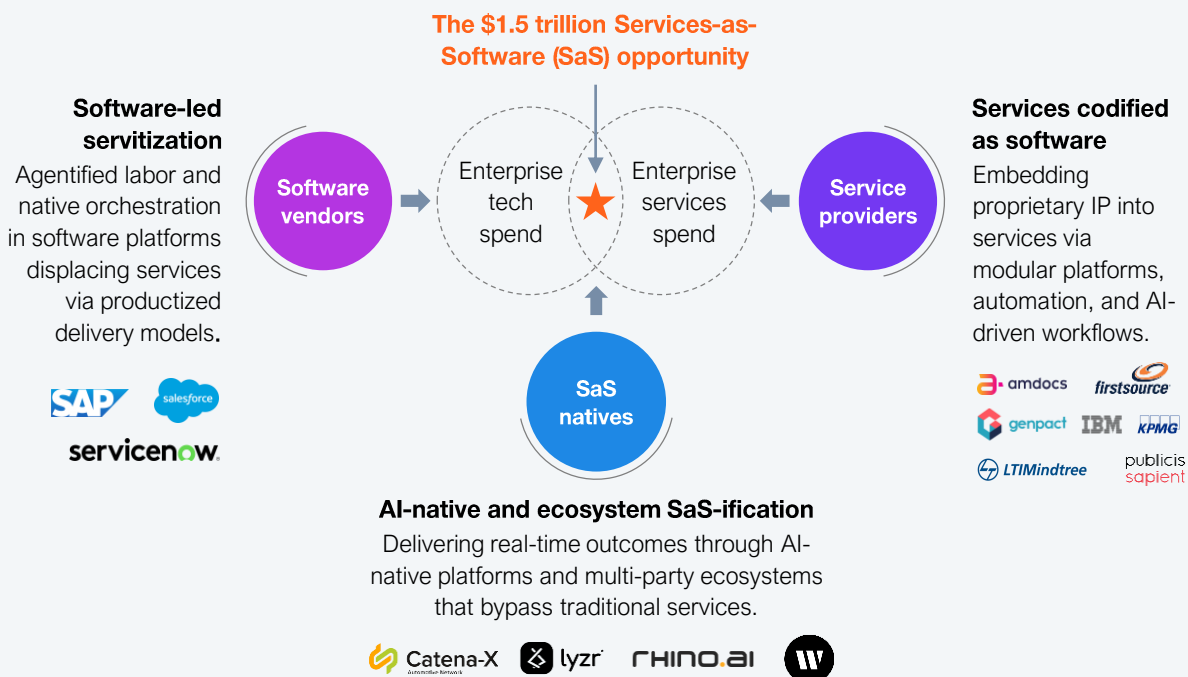 The $1.5 trillion Services-as-
Software (SaS) opportunity
Software-led
servitization
Agentified labor and
native orchestration
in software platforms
displacing services
via productized
delivery models.
SAP
salesforce
servicenow
Software
vendors
Enterprise
tech
spend
Enterprise
services
spend
Service
providers
Services codified
as software
Embedding
proprietary IP into
services via
modular platforms,
automation, and AI-
driven workflows.
amdocs
firstsource
genpact
IBM
KPMG
LTIMindtree
publicis
sapient
SaS
natives
AI-native and ecosystem SaS-ification
Delivering real-time outcomes through AI-
native platforms and multi-party ecosystems
that bypass traditional services.
Catena-X
Automotive Network
lyzr
rhino.ai
W